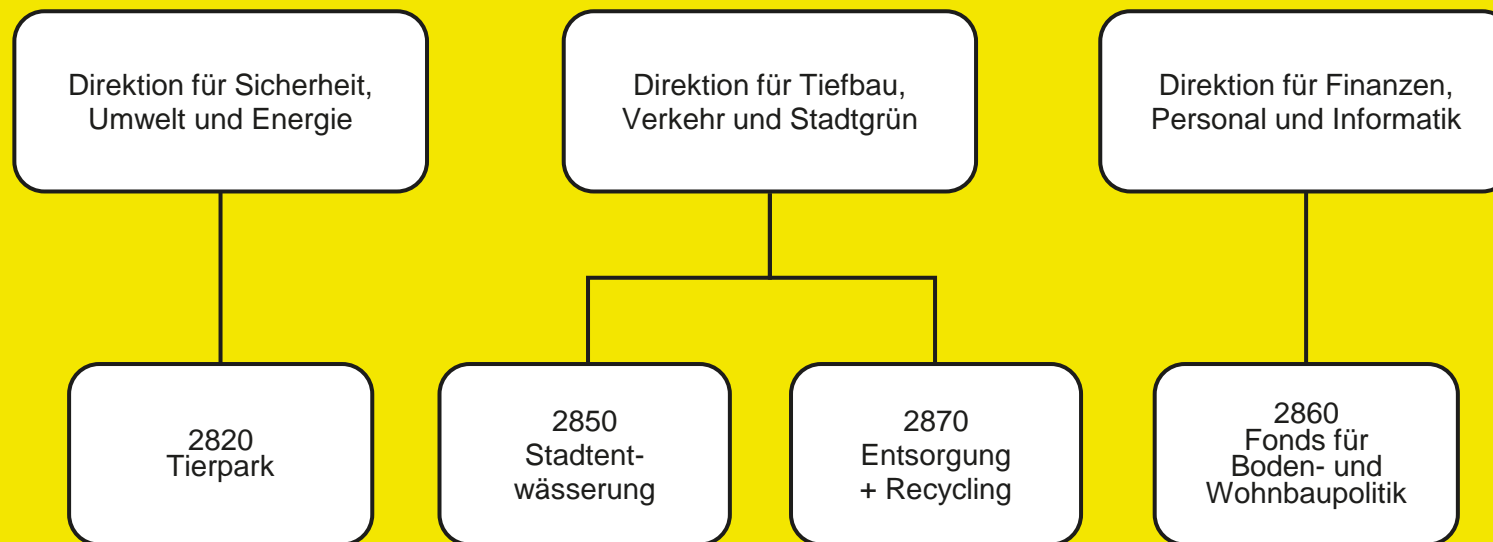 Direktion für Sicherheit,
Umwelt und Energie
Direktion für Tiefbau,
Verkehr und Stadtgrün
Direktion für Finanzen,
Personal und Informatik
2820
Tierpark
2850
Stadtent-
wässerung
2870
Entsorgung
+ Recycling
2860
Fonds für
Boden- und
Wohnbaupolitik